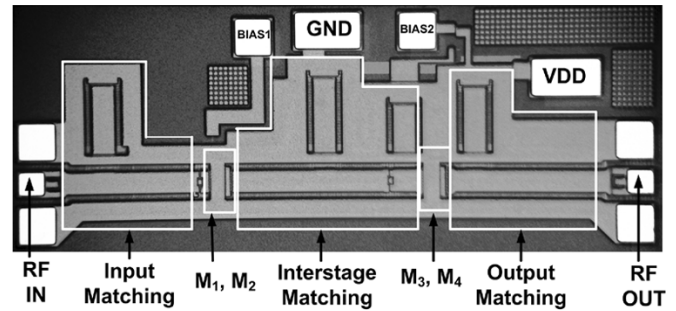 BIAS1
GND
BIAS2
VDD
RF
IN
Input
Matching
M₁, M₂
Interstage
Matching
M₃, M₄
Output
Matching
RF
OUT